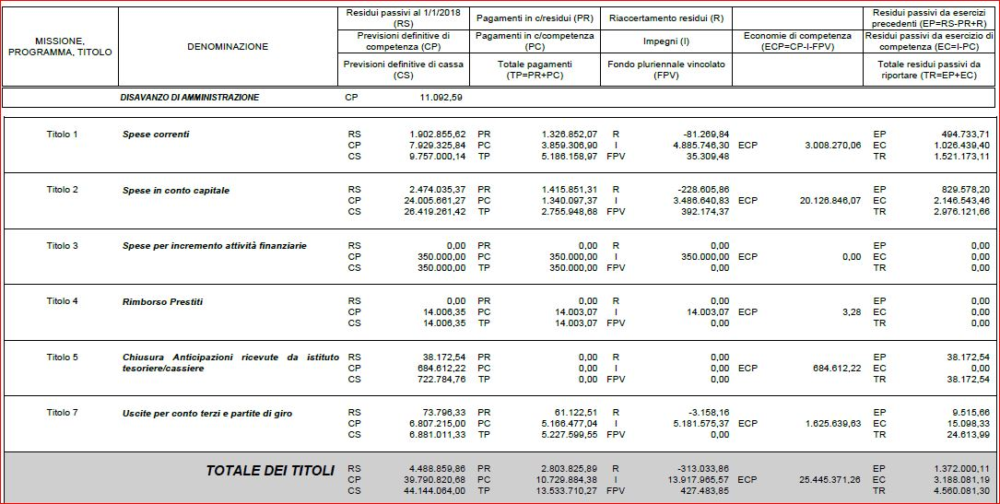 MISSIONE, PROGRAMMA, TITOLO
DENOMINAZIONE
Residui passivi al 1/1/2018 (RS)
Pagamenti in c/residui (PR)
Riaccertamento residui (R)
Residui passivi da esercizi precedenti (EP=RS-PR+R)
Previsioni definitive di competenza (CP)
Pagamenti in c/competenza (PC)
Impegni (I)
Economie di competenza (ECP=CP-I-FPV)
Residui passivi da esercizio di competenza (EC=I-PC)
Previsioni definitive di cassa (CS)
Totale pagamenti (TP=PR+PC)
Fondo pluriennale vincolato (FPV)
Totale residui passivi da riportare (TR=EP+EC)
DISAVANZO DI AMMINISTRAZIONE CP 11.092,59
Titolo 1 Spese correnti RS 1.902.855,62 PR 1.326.852,07 R -81.269,84 EP 494.733,71
CP 7.929.325,84 PC 3.859.306,90 I 4.885.746,30 ECP 3.008.270,06 EC 1.026.439,40
CS 9.757.000,14 TP 5.186.158,97 FPV 35.309,48 TR 1.521.173,11
Titolo 2 Spese in conto capitale RS 2.474.035,37 PR 1.415.851,31 R -228.605,86 EP 829.578,20
CP 24.005.661,27 PC 1.340.097,37 I 3.486.640,83 ECP 20.126.846,07 EC 2.146.543,46
CS 26.419.261,42 TP 2.755.948,68 FPV 392.174,37 TR 2.976.121,66
Titolo 3 Spese per incremento attività finanziarie RS 0,00 PR 0,00 R 0,00 EP 0,00
CP 350.000,00 PC 350.000,00 I 350.000,00 ECP 0,00 EC 0,00
CS 350.000,00 TP 350.000,00 FPV 0,00 TR 0,00
Titolo 4 Rimborso Prestiti RS 0,00 PR 0,00 R 0,00 EP 0,00
CP 14.006,35 PC 14.003,07 I 14.003,07 ECP 3,28 EC 0,00
CS 14.006,35 TP 14.003,07 FPV 0,00 TR 0,00
Titolo 5 Chiusura Anticipazioni ricevute da istituto RS 38.172,54 PR 0,00 R 0,00 EP 38.172,54
tesoriere/cassiere CP 684.612,22 PC 0,00 I 0,00 ECP 684.612,22 EC 0,00
CS 722.784,76 TP 0,00 FPV 0,00 TR 38.172,54
Titolo 7 Uscite per conto terzi e partite di giro RS 73.796,33 PR 61.122,51 R -3.158,16 EP 9.515,66
CP 6.807.215,00 PC 5.166.477,04 I 5.181.575,37 ECP 1.625.639,63 EC 15.098,33
CS 6.881.011,33 TP 5.227.599,55 FPV 0,00 TR 24.613,99
TOTALE DEI TITOLI RS 4.488.859,86 PR 2.803.825,89 R -313.033,86 EP 1.372.000,11
CP 39.790.820,68 PC 10.729.884,38 I 13.917.965,57 ECP 25.445.371,26 EC 3.188.081,19
CS 44.144.064,00 TP 13.533.710,27 FPV 427.483,85 TR 4.560.081,30